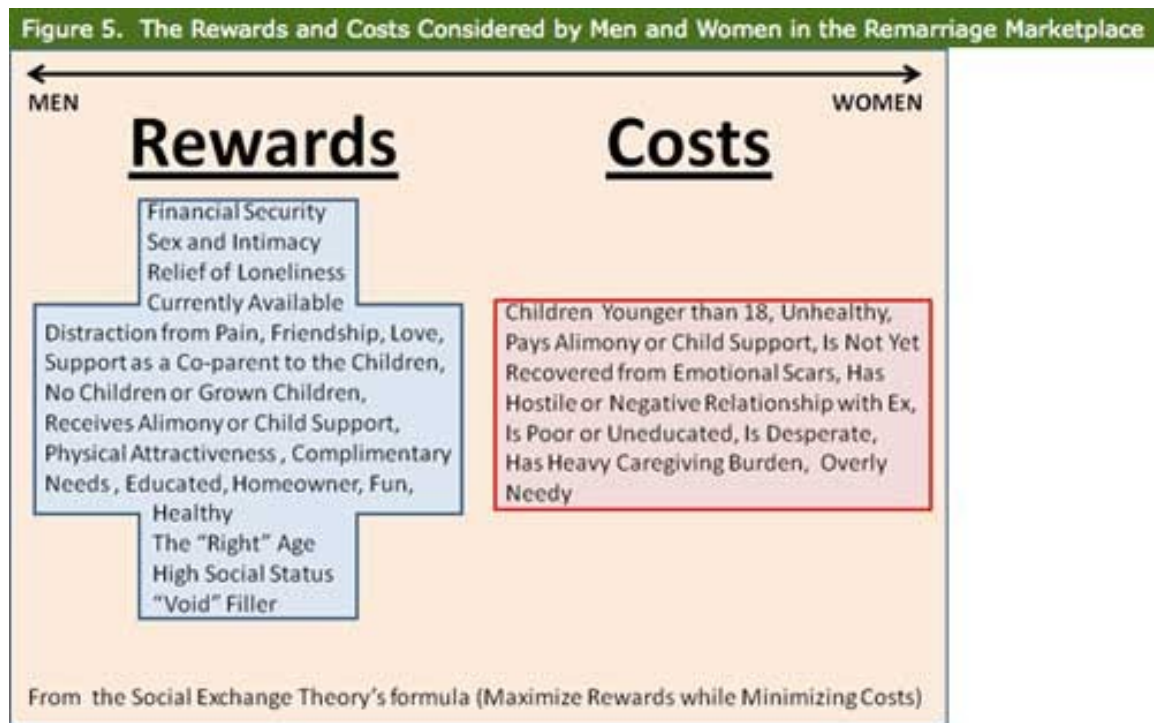 Figure 5. The Rewards and Costs Considered by Men and Women in the Remarriage Marketplace
MEN
WOMEN
Rewards
Costs
Financial Security
Sex and Intimacy
Relief of Loneliness
Currently Available
Distraction from Pain, Friendship, Love,
Support as a Co-parent to the Children,
No Children or Grown Children,
Receives Alimony or Child Support,
Physical Attractiveness , Complimentary
Needs , Educated, Homeowner, Fun,
Healthy
The “Right” Age
High Social Status
“Void” Filler
Children Younger than 18, Unhealthy,
Pays Alimony or Child Support, Is Not Yet
Recovered from Emotional Scars, Has
Hostile or Negative Relationship with Ex,
Is Poor or Uneducated, Is Desperate,
Has Heavy Caregiving Burden, Overly
Needy
From the Social Exchange Theory’s formula (Maximize Rewards while Minimizing Costs)